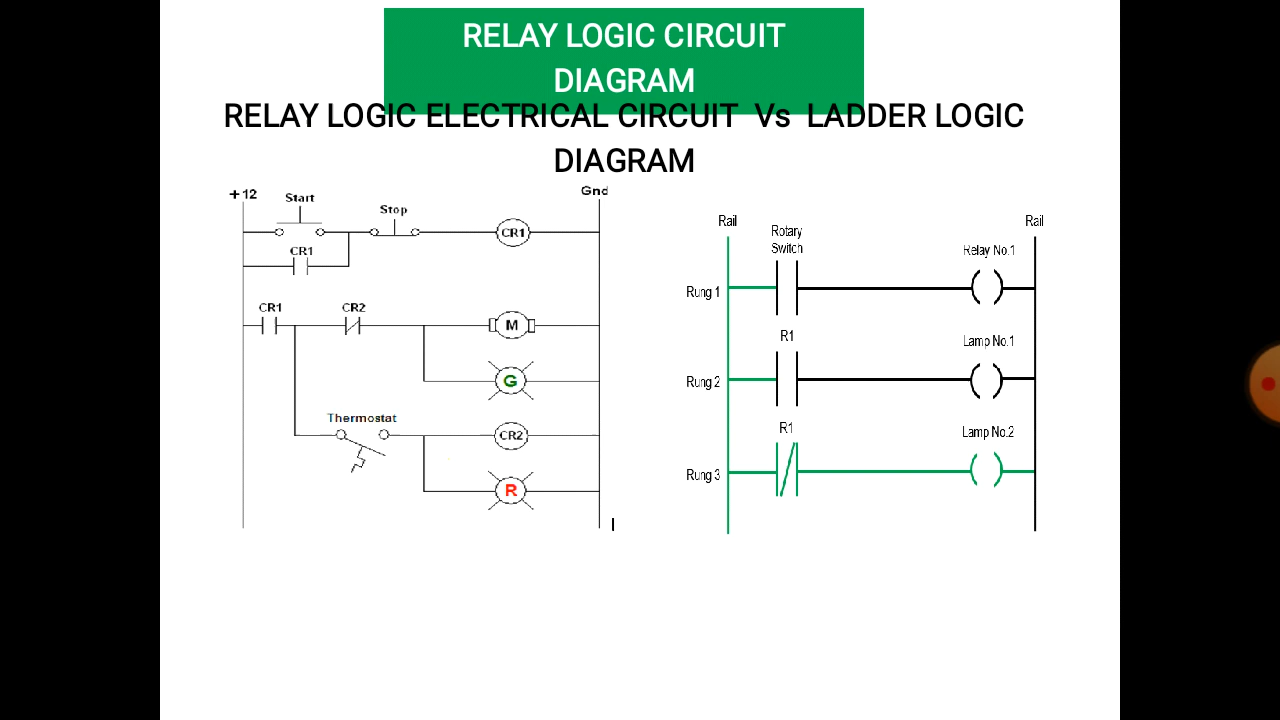 RELAY LOGIC CIRCUIT
DIAGRAM
RELAY LOGIC ELECTRICAL CIRCUIT Vs LADDER LOGIC
DIAGRAM
+12
Start
Stop
Gnd
CR1
CR1
CR1
CR2
M
G
Thermostat
CR2
R
Rail
Rotary
Switch
Relay No.1
Rail
Rung 1
R1
Lamp No.1
Rung 2
R1
Lamp No.2
Rung 3